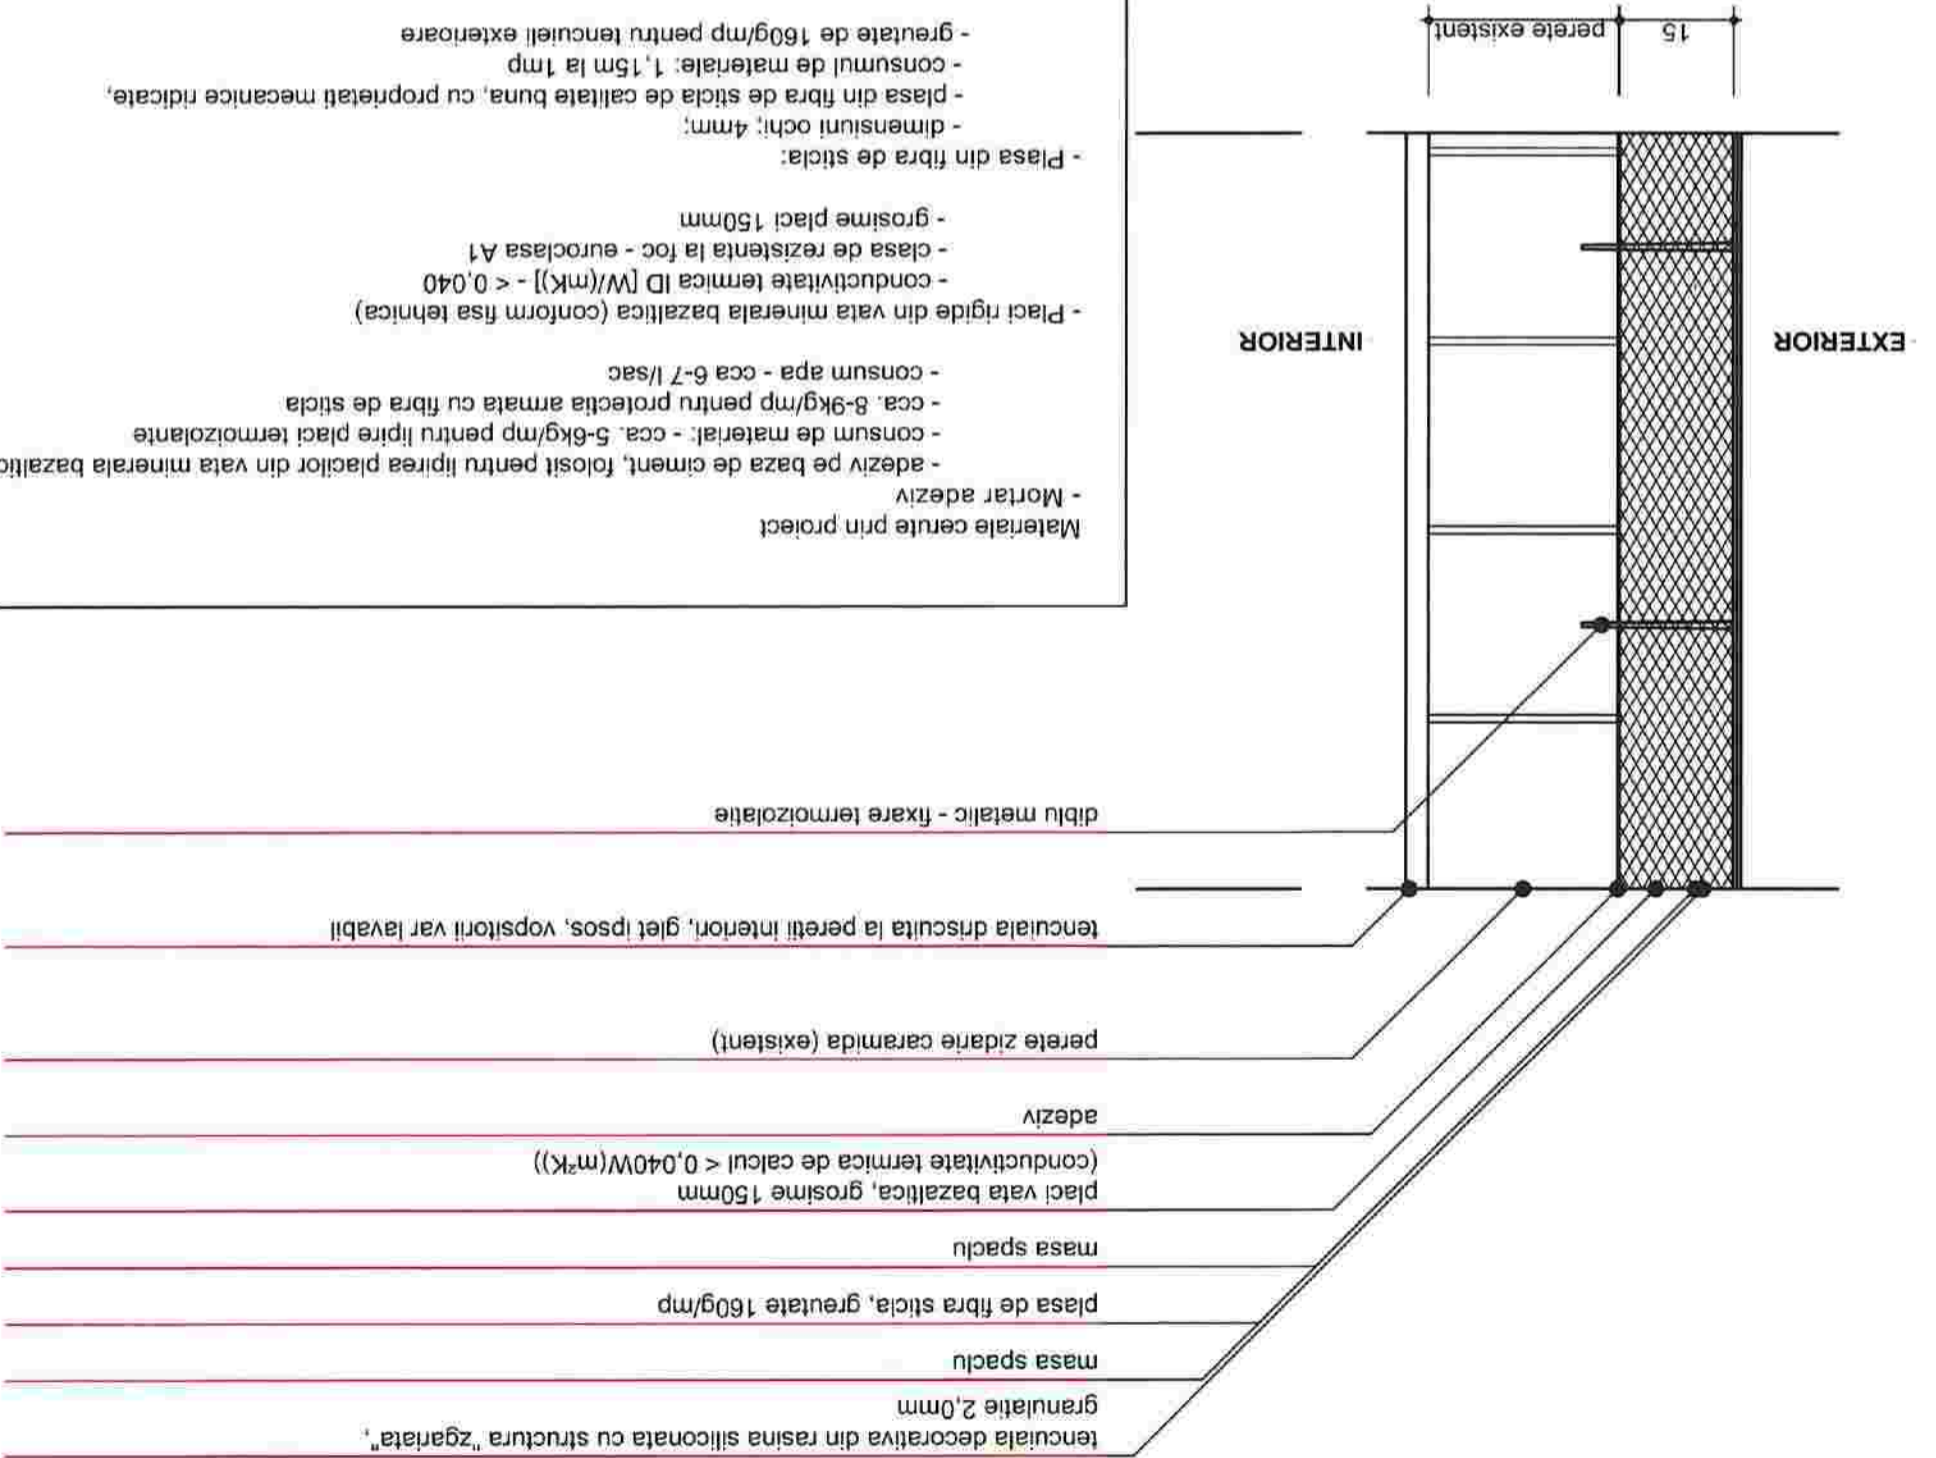 tencuiala decorativa din rasina siliconata cu structura "zgariata",
granulatie 2,0mm
masa spaclu
plasa de fibra sticla, greutate 160g/mp
masa spaclu
placi vata bazaltica, grosime 150mm
(conductivitate termica de calcul < 0,040W(m²K))
adeziv
perete zidarie caramida (existent)
tencuiala driscuita la peretii interiori, glet ipsos, vopsitorii var lavabil
diblu metalic - fixare termoizolatie
EXTERIOR
INTERIOR
15
perete existent
Materiale cerute prin proiect
- Mortar adeziv
- adeziv pe baza de ciment, folosit pentru lipirea placilor din vata minerala
- consum de material: - cca. 5-6kg/mp pentru lipire placi termoizolante
- cca. 8-9kg/mp pentru protectia armata cu fibra de sticla
- consum apa - cca 6-7 l/sac
- Placi rigide din vata minerala bazaltica (conform fisa tehnica)
- conductivitate termica lD [W/(mK)] - < 0,040
- clasa de rezistenta la foc - euroclasa A1
- grosime placi 150mm
- Plasa din fibra de sticla:
- dimensiuni ochi; 4mm;
- plasa din fibra de sticla de calitate buna, cu proprietati mecanice ridicate,
- consumul de materiale: 1,15m la 1mp
- greutate de 160g/mp pentru tencuieli exterioare